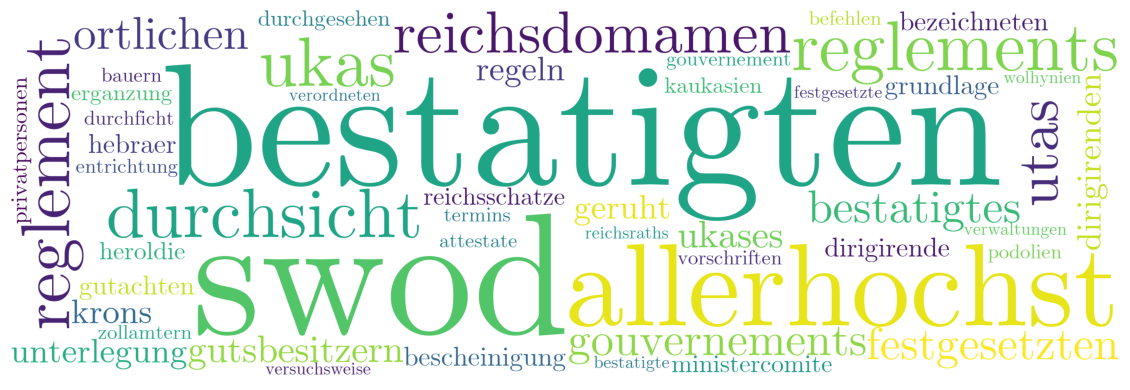 durchgesehen
befehlen
bezeichneten
ortlichen
reichsdomamen
reglements
ukas
gouvernement
regeln
bauern
kaukasien
wolhynien
erganzung
verordneten
festgesetzte
grundlage
privatpersonen
reglement
durchficht
bestatigten
utas
dirigirenden
hebraer
entrichtung
durchsicht
reichsschatze
geruht
bestatigtes
termins
reichsraths
ukases
verwaltungen
heroldie
attestate
swod
allerhochst
vorschriften
dirigirende
podolien
gutachten
krons
zollamtern
unterlegung
gutsbesitzern
gouvernements
festgesetzten
versuchsweise
bescheinigung
bestatigte
ministercomite